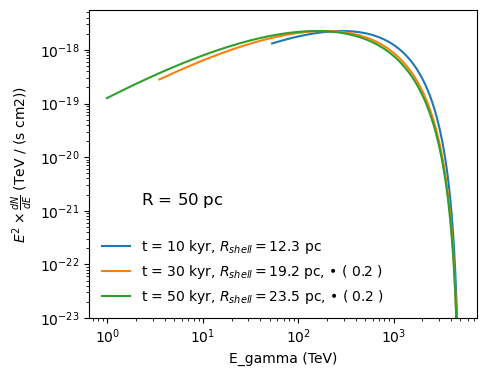 E² × dN/dE (TeV / (s cm2))
10⁻¹⁸
10⁻¹⁹
10⁻²⁰
10⁻²¹
10⁻²²
10⁻²³
R = 50 pc
t = 10 kyr, R_shell = 12.3 pc
t = 30 kyr, R_shell = 19.2 pc, • ( 0.2 )
t = 50 kyr, R_shell = 23.5 pc, • ( 0.2 )
10⁰ 10¹ 10² 10³
E_gamma (TeV)